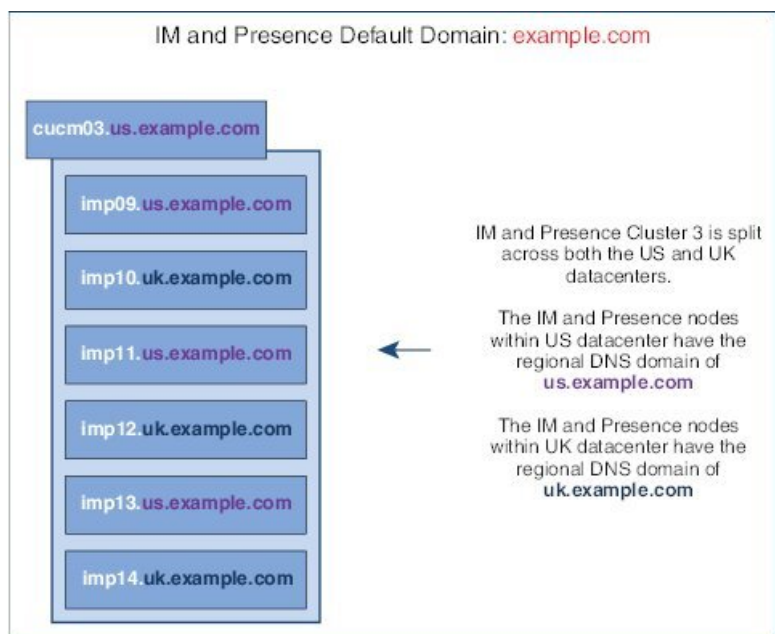 IM and Presence Default Domain: example.com
cucm03.us.example.com
imp09.us.example.com
imp10.uk.example.com
imp11.us.example.com
imp12.uk.example.com
imp13.us.example.com
imp14.uk.example.com
IM and Presence Cluster 3 is split
across both the US and UK
datacenters.
The IM and Presence nodes
within US datacenter have the
regional DNS domain of
us.example.com
The IM and Presence nodes
within UK datacenter have the
regional DNS domain of
uk.example.com